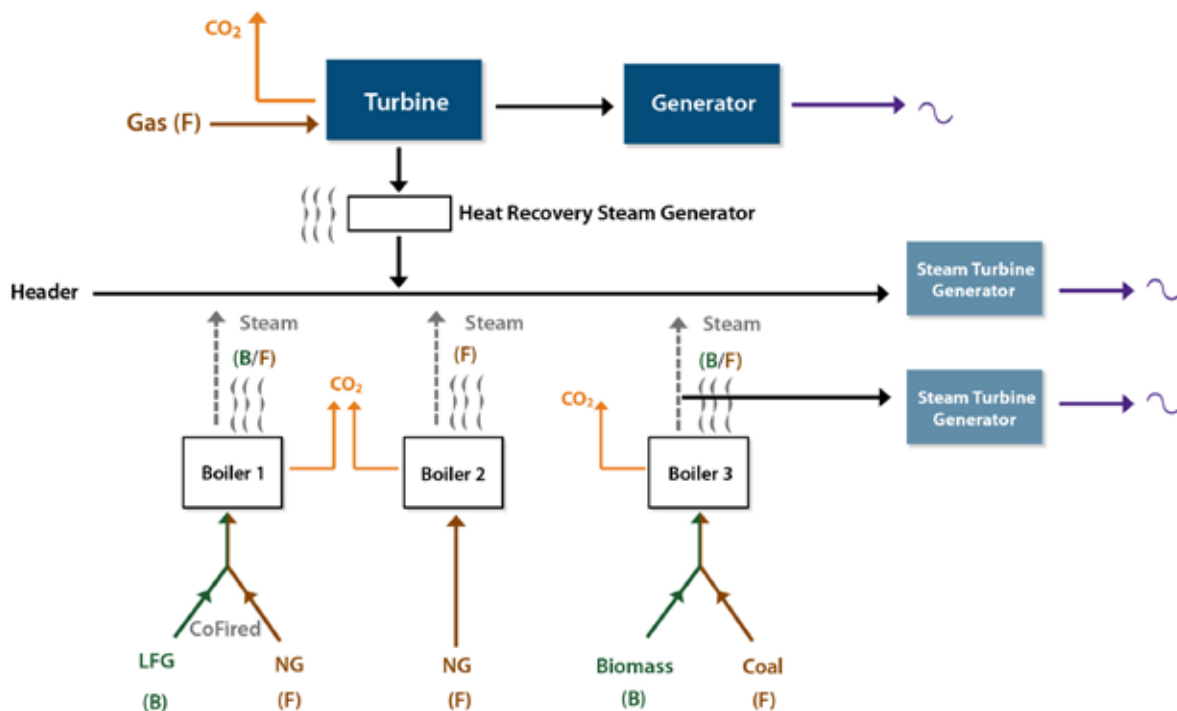 CO₂
Turbine
Generator
Gas (F)
Heat Recovery Steam Generator
Header
Steam Turbine
Generator
Steam
(B/F)
Steam
(F)
Steam
(B/F)
CO₂
CO₂
Steam Turbine
Generator
Boiler 1
Boiler 2
Boiler 3
CoFired
LFG
(B)
NG
(F)
NG
(F)
Biomass
(B)
Coal
(F)